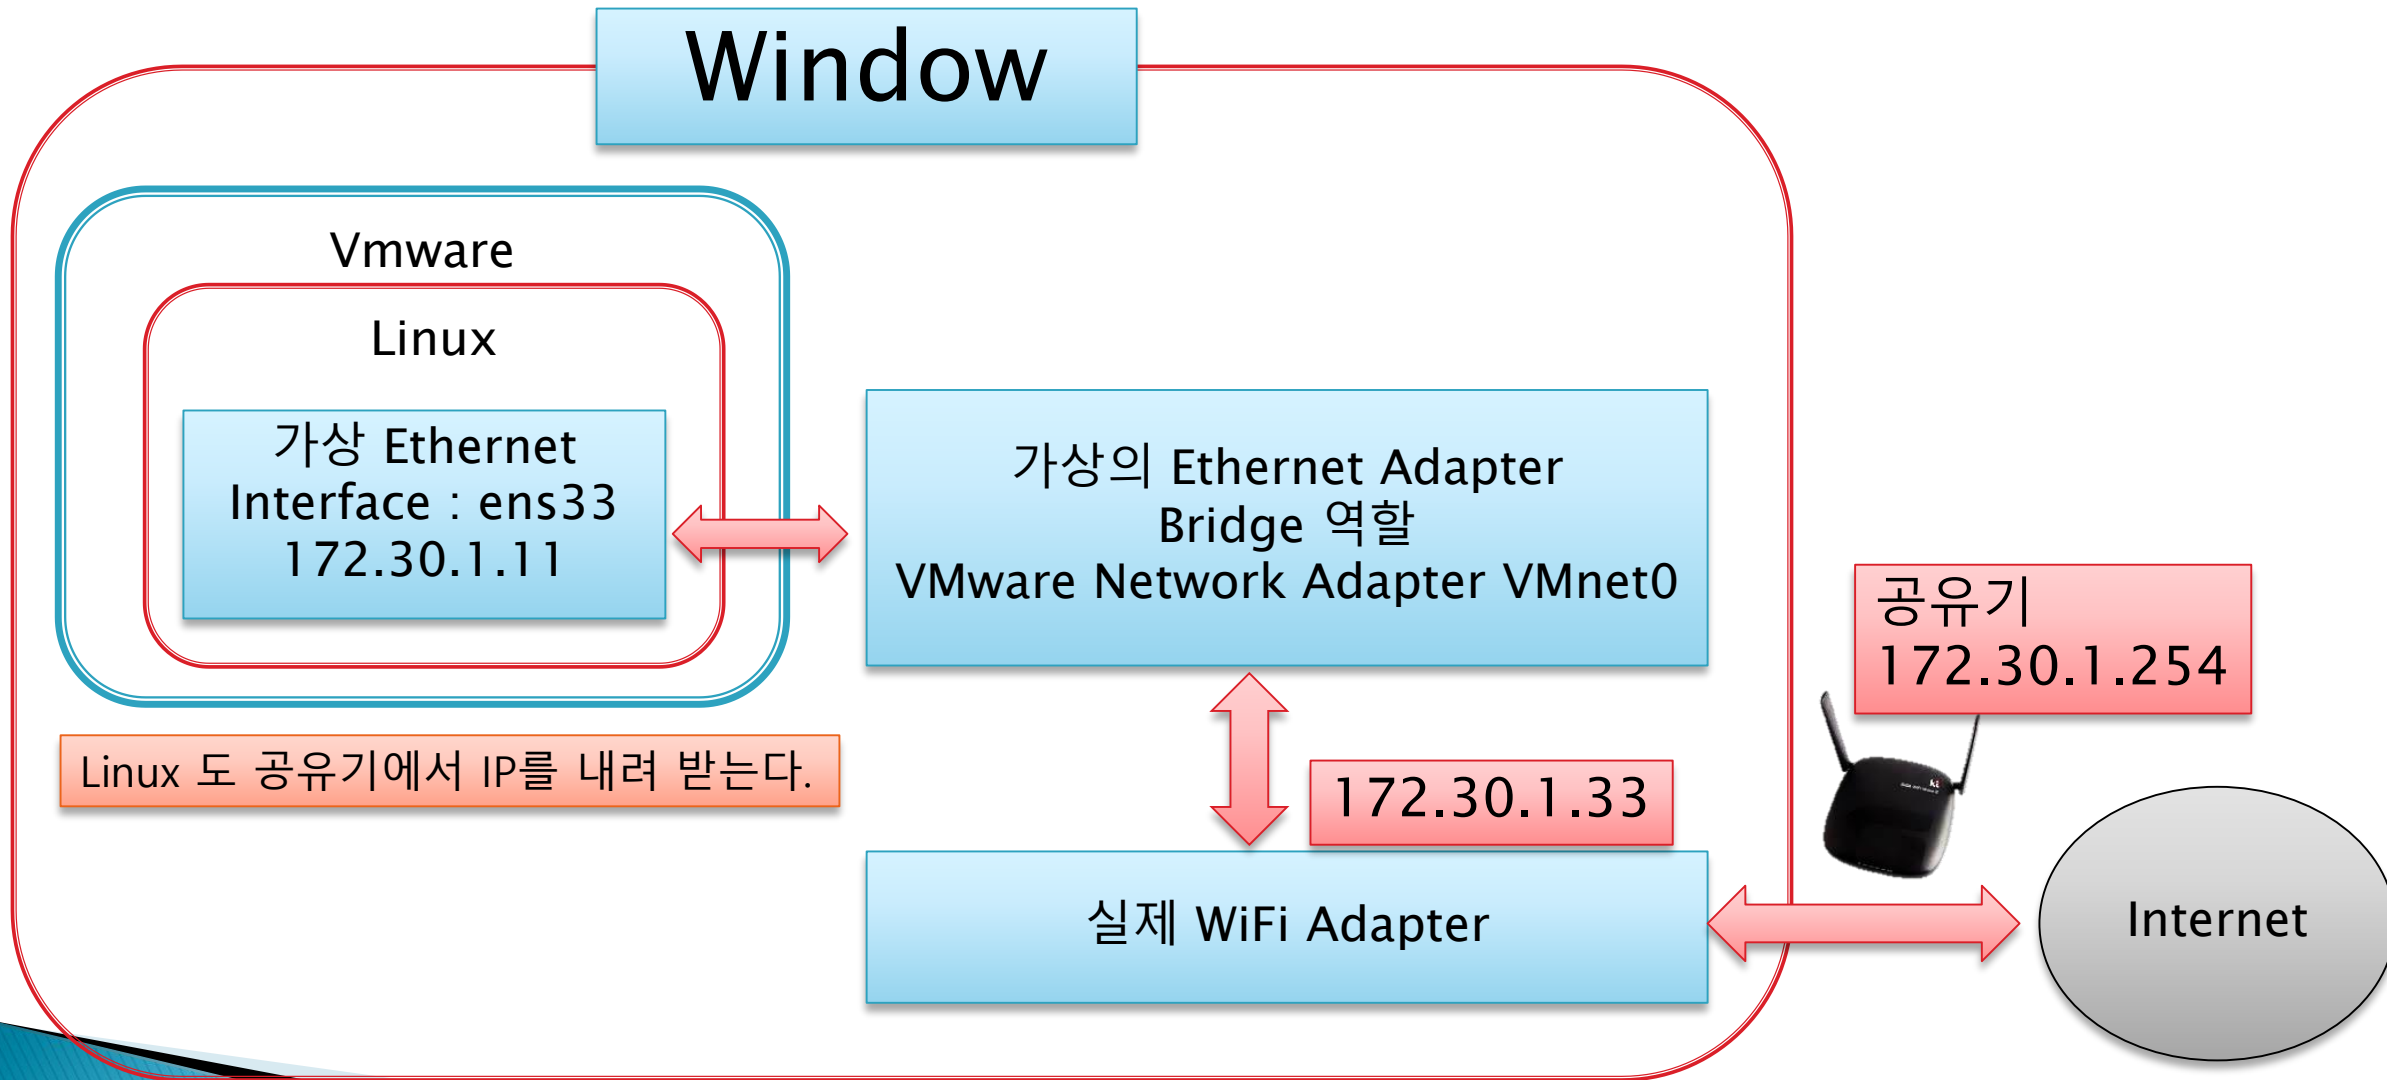 Window
Vmware
Linux
가상 Ethernet
Interface : ens33
172.30.1.11
가상의 Ethernet Adapter
Bridge 역할
VMware Network Adapter VMnet0
공유기
172.30.1.254
Linux 도 공유기에서 IP를 내려 받는다.
172.30.1.33
kt
실제 WiFi Adapter
Internet